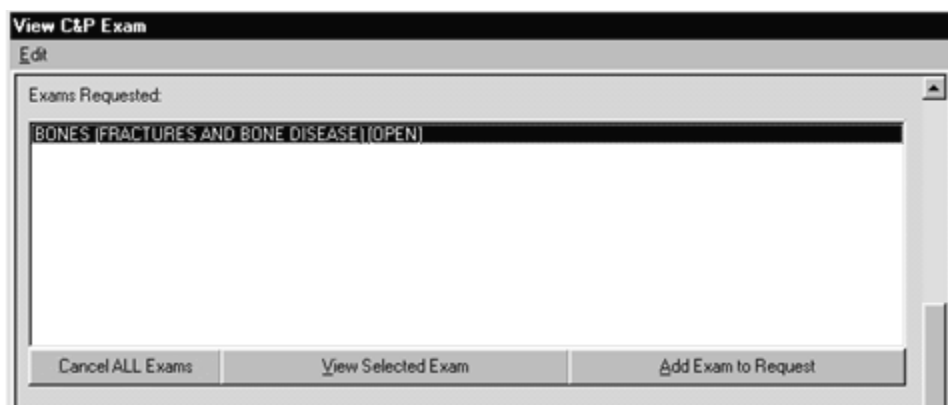 View C&P Exam
Edit
Exams Requested:
BONES (FRACTURES AND BONE DISEASE) [OPEN]
Cancel ALL Exams View Selected Exam Add Exam to Request